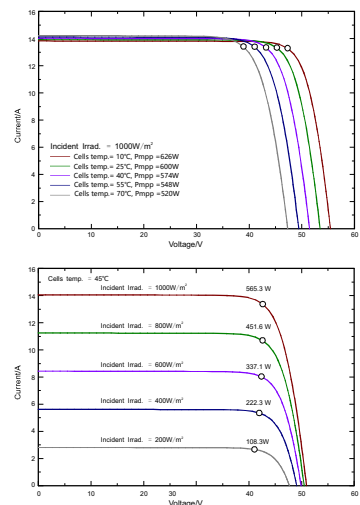 16
14
12
10
8
6
4
2
0
Current/A
Incident Irrad. = 1000W/m²
Cells temp.= 10℃, Pmpp =626W
Cells temp.= 25℃, Pmpp =600W
Cells temp.= 40℃, Pmpp =574W
Cells temp.= 55℃, Pmpp =548W
Cells temp.= 70℃, Pmpp =520W
0 10 20 30 40 50 60
Voltage/V
16
14
12
10
8
6
4
2
0
Current/A
Cells temp. = 45℃
Incident Irrad. = 1000W/m² 565.3 W
Incident Irrad. = 800W/m² 451.6 W
Incident Irrad. = 600W/m² 337.1 W
Incident Irrad. = 400W/m² 222.3 W
Incident Irrad. = 200W/m² 108.3W
0 10 20 30 40 50 60
Voltage/V